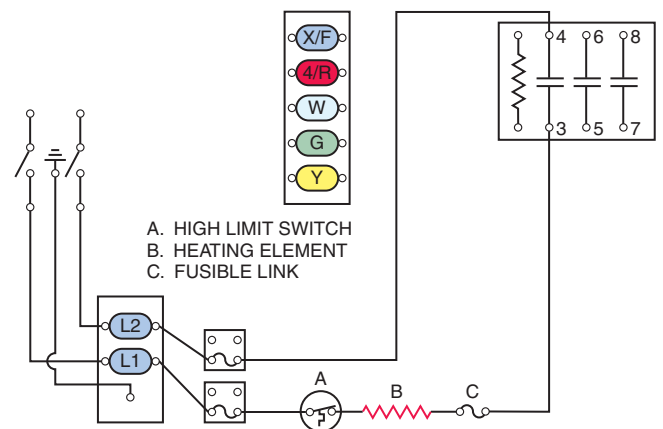 X/F
4/R
W
G
Y
4 6 8
3 5 7
A. HIGH LIMIT SWITCH
B. HEATING ELEMENT
C. FUSIBLE LINK
L2
L1
A B C